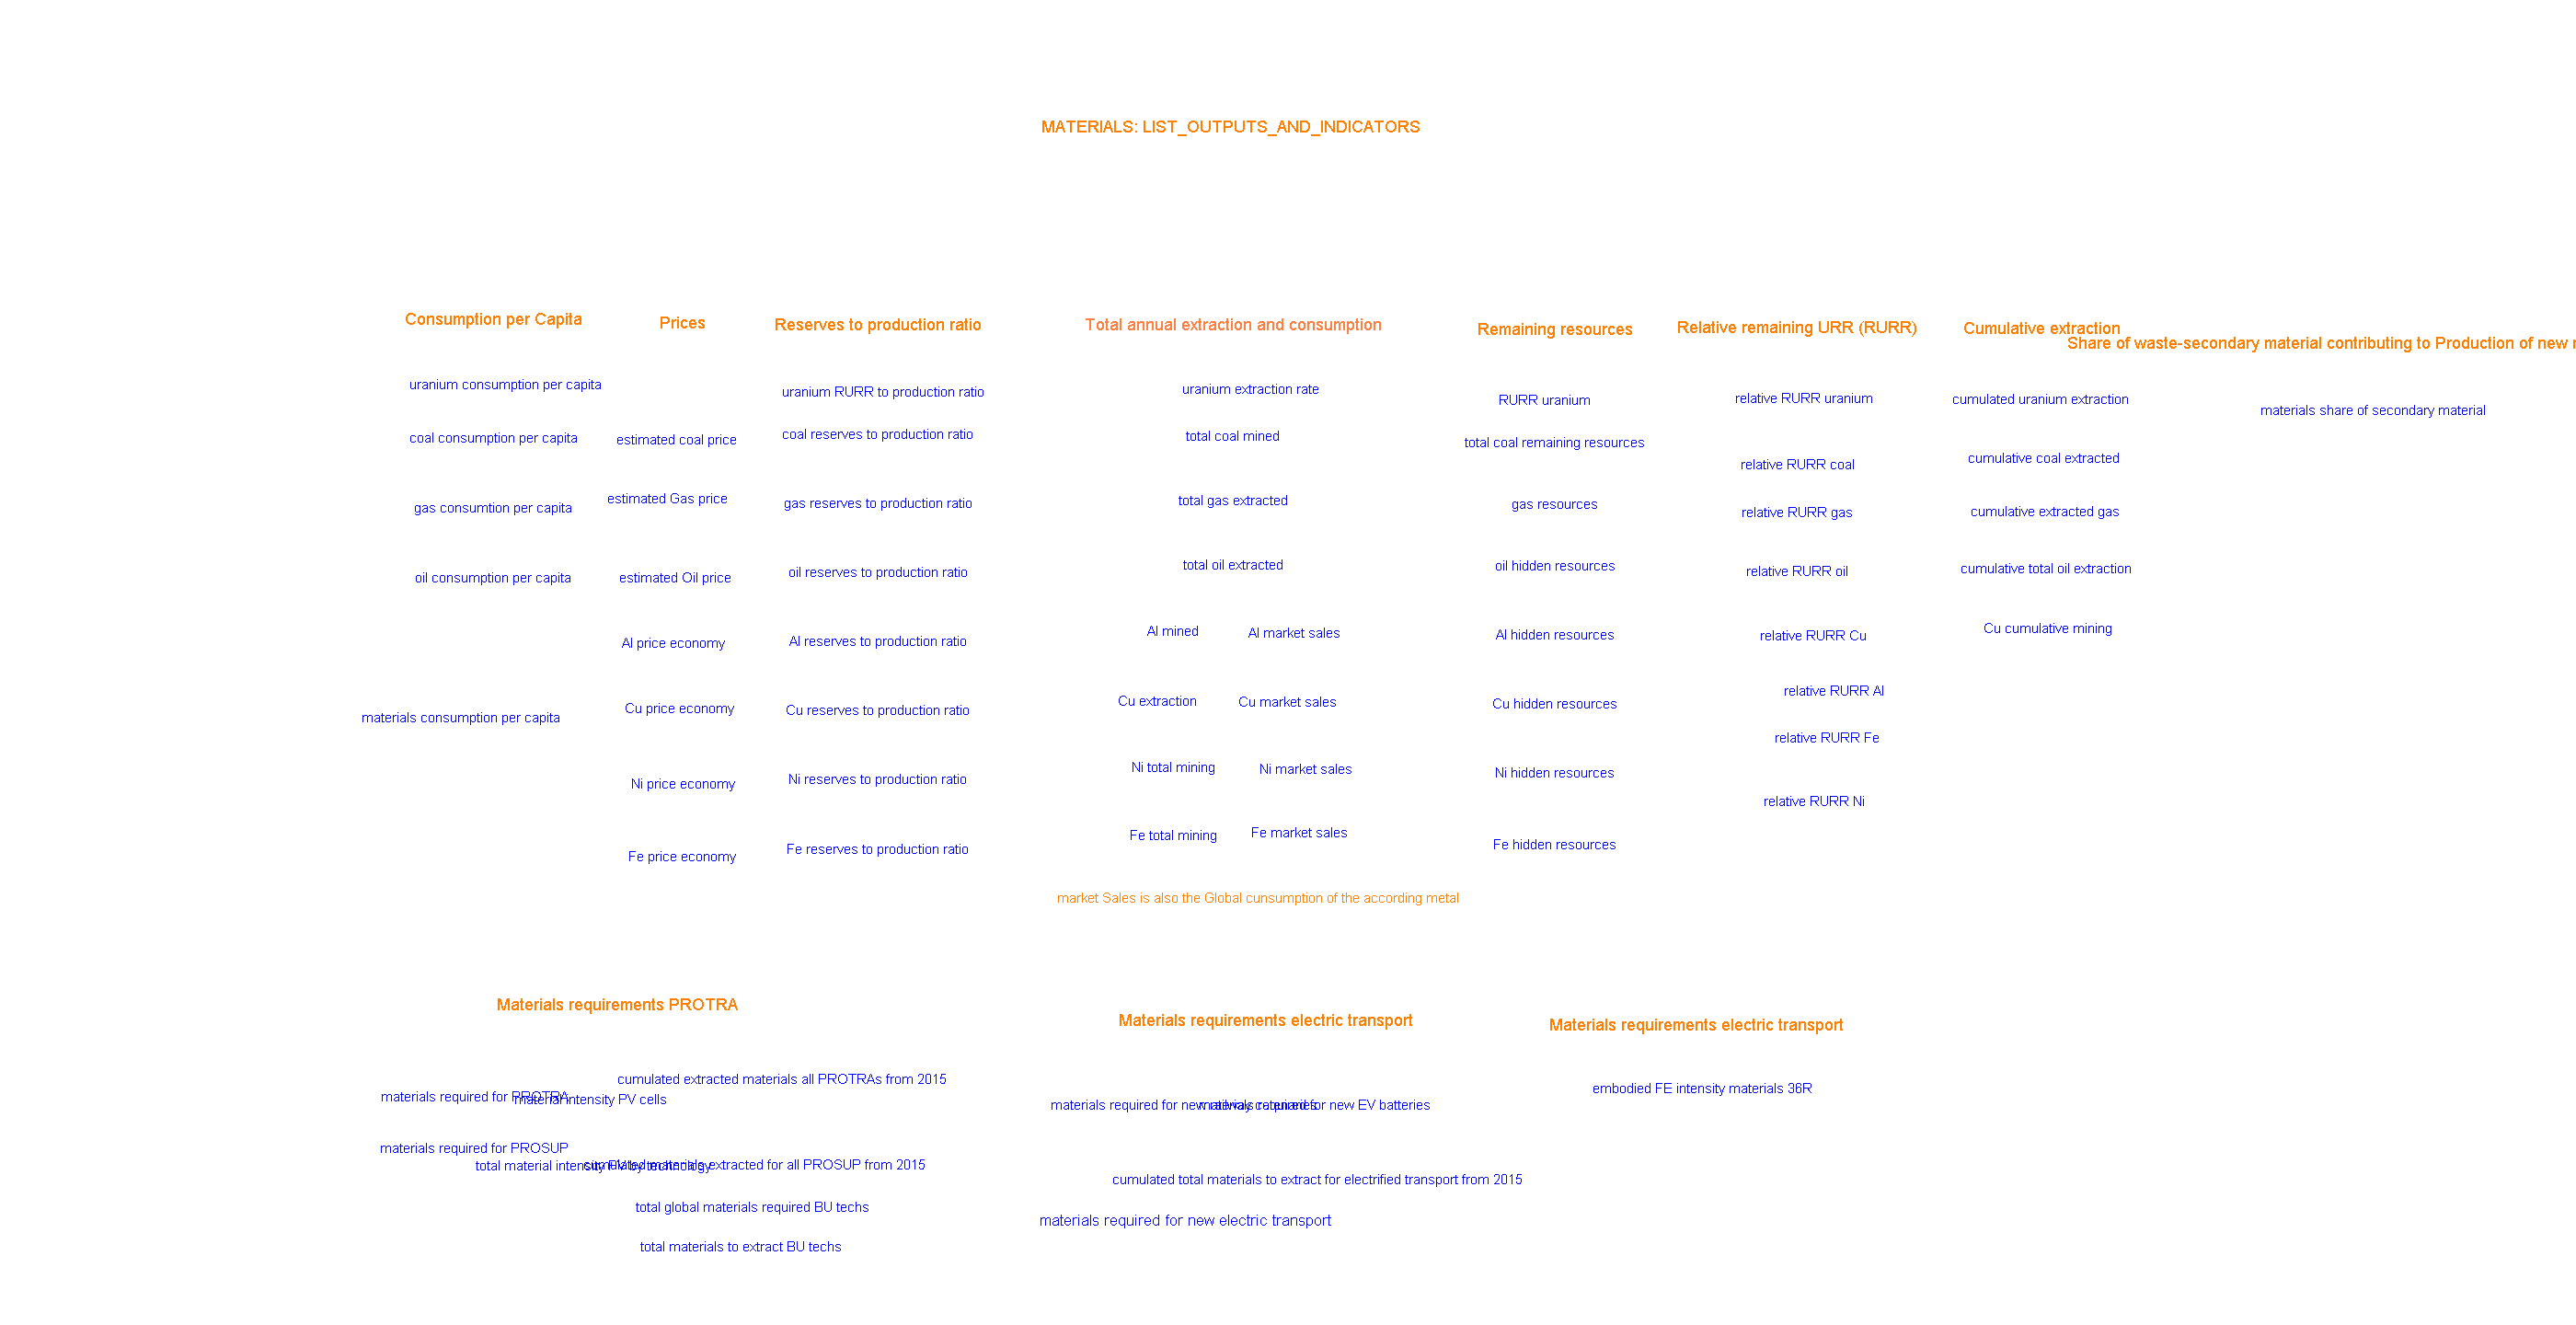 MATERIALS: LIST_OUTPUTS_AND_INDICATORS
Consumption per Capita
uranium consumption per capita
coal consumption per capita
gas consumtion per capita
oil consumption per capita
materials consumption per capita
Prices
estimated coal price
estimated Gas price
estimated Oil price
Al price economy
Cu price economy
Ni price economy
Fe price economy
Reserves to production ratio
uranium RURR to production ratio
coal reserves to production ratio
gas reserves to production ratio
oil reserves to production ratio
Al reserves to production ratio
Cu reserves to production ratio
Ni reserves to production ratio
Fe reserves to production ratio
Total annual extraction and consumption
uranium extraction rate
total coal mined
total gas extracted
total oil extracted
Al mined
Al market sales
Cu extraction
Cu market sales
Ni total mining
Ni market sales
Fe total mining
Fe market sales
market Sales is also the Global cunsumption of the according metal
Remaining resources
RURR uranium
total coal remaining resources
gas resources
oil hidden resources
Al hidden resources
Cu hidden resources
Ni hidden resources
Fe hidden resources
Relative remaining URR (RURR)
relative RURR uranium
relative RURR coal
relative RURR gas
relative RURR oil
relative RURR Cu
relative RURR Al
relative RURR Fe
relative RURR Ni
Cumulative extraction
cumulated uranium extraction
cumulative coal extracted
cumulative extracted gas
cumulative total oil extraction
Cu cumulative mining
Share of waste-secondary material contributing to Production of new
materials share of secondary material
Materials requirements PROTRA
cumulated extracted materials all PROTRAs from 2015
materials required for PROTRA
material intensity PV cells
materials required for PROSUP
total material intensity PV by technology
cumulated materials extracted for all PROSUP from 2015
total global materials required BU techs
total materials to extract BU techs
Materials requirements electric transport
materials required for new railway catenaries
materials required for new EV batteries
cumulated total materials to extract for electrified transport from 2015
materials required for new electric transport
Materials requirements electric transport
embodied FE intensity materials 36R